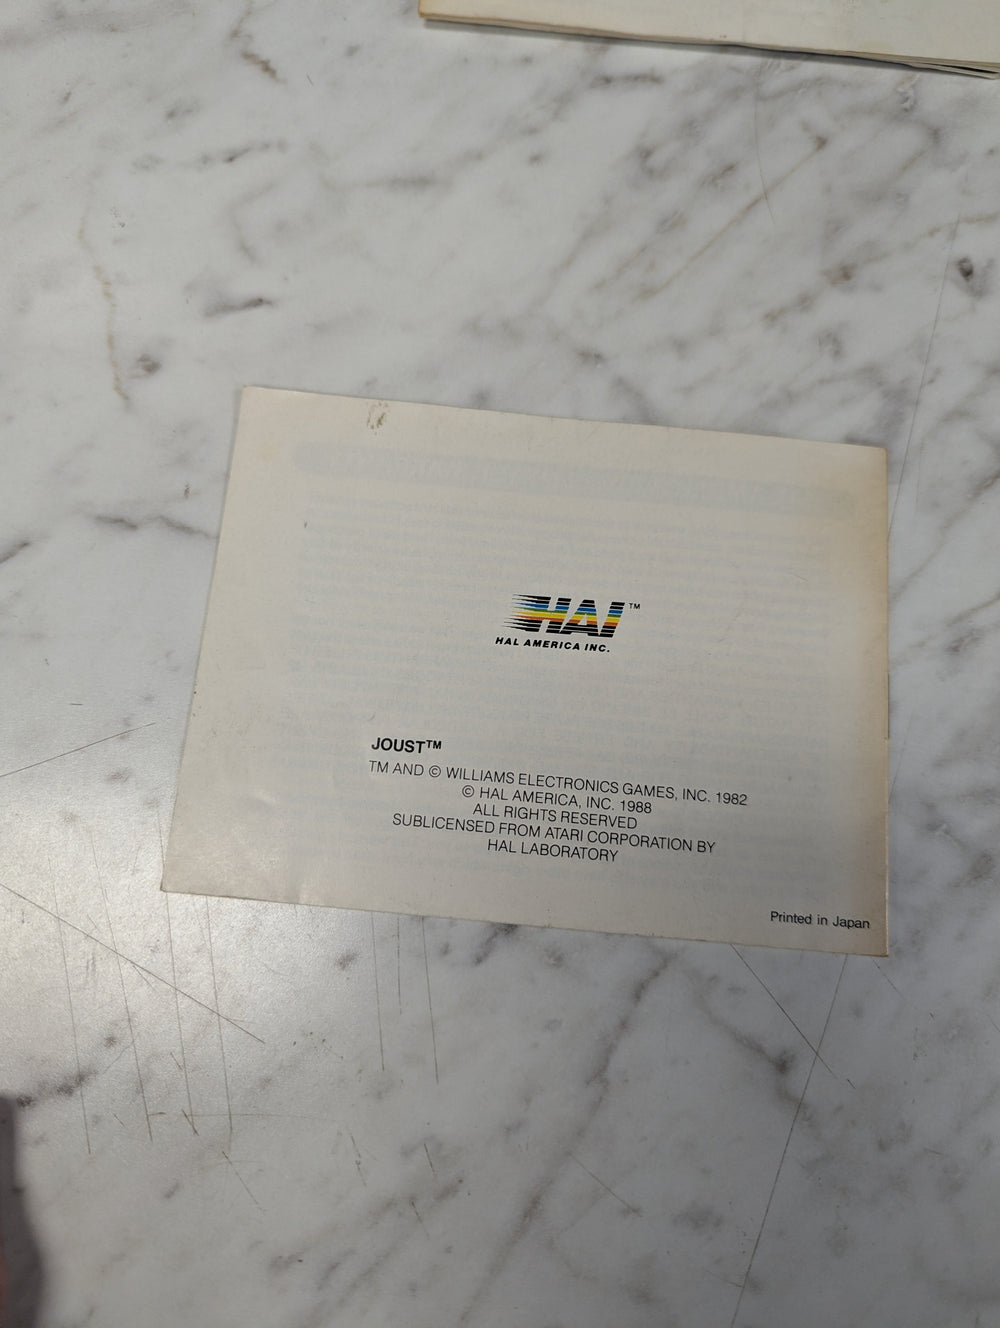 HAL™
HAL AMERICA INC.
JOUST™
TM AND © WILLIAMS ELECTRONICS GAMES, INC. 1982
© HAL AMERICA, INC. 1988
ALL RIGHTS RESERVED
SUBLICENSED FROM ATARI CORPORATION BY
HAL LABORATORY
Printed in Japan